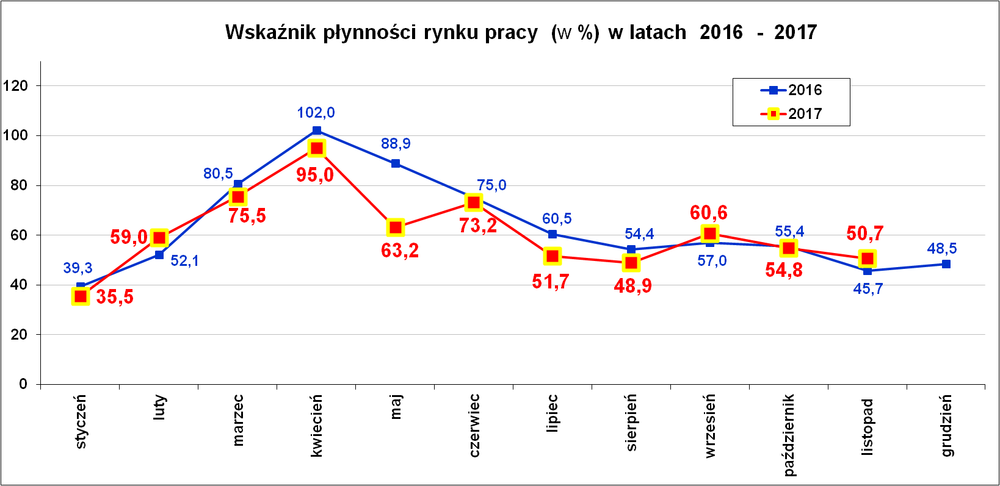 Wskaźnik płynności rynku pracy (w %) w latach 2016 - 2017
120
100
80
60
40
20
0
2016
2017
39,3
52,1
80,5
102,0
88,9
75,0
60,5
54,4
57,0
55,4
45,7
48,5
35,5
59,0
75,5
95,0
63,2
73,2
51,7
48,9
60,6
54,8
50,7
styczeń
luty
marzec
kwiecień
maj
czerwiec
lipiec
sierpień
wrzesień
październik
listopad
grudzień